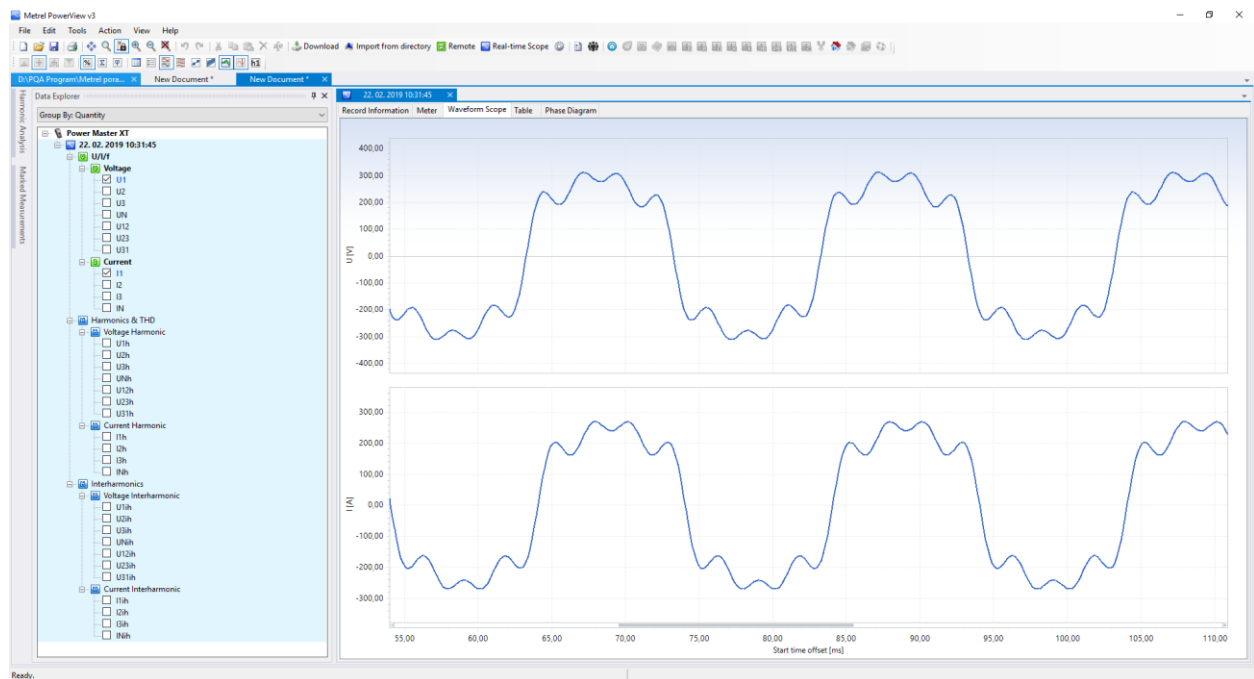 Metrel PowerView v3
File Edit Tools Action View Help
Download Import from directory Remote Real-time Scope
h1
D:\PQA Program\Metrel pora... New Document * New Document *
Harmonic Analysis
Marked Measurements
Data Explorer
Group By: Quantity
Power Master XT
22. 02. 2019 10:31:45
U/I/f
Voltage
U1
U2
U3
UN
U12
U23
U31
Current
I1
I2
I3
IN
Harmonics & THD
Voltage Harmonic
U1h
U2h
U3h
UNh
U12h
U23h
U31h
Current Harmonic
I1h
I2h
I3h
INh
Interharmonics
Voltage Interharmonic
U1ih
U2ih
U3ih
UNih
U12ih
U23ih
U31ih
Current Interharmonic
I1ih
I2ih
I3ih
INih
22. 02. 2019 10:31:45
Record Information Meter Waveform Scope Table Phase Diagram
400,00
300,00
200,00
100,00
0,00
-100,00
-200,00
-300,00
-400,00
U [V]
300,00
200,00
100,00
0,00
-100,00
-200,00
-300,00
I [A]
55,00 60,00 65,00 70,00 75,00 80,00 85,00 90,00 95,00 100,00 105,00 110,00
Start time offset [ms]
Ready.